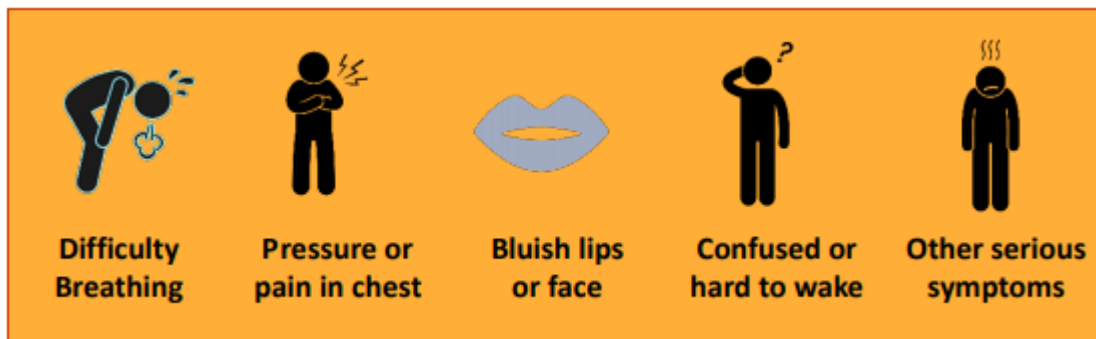 ?
Difficulty
Breathing
Pressure or
pain in chest
Bluish lips
or face
Confused or
hard to wake
Other serious
symptoms